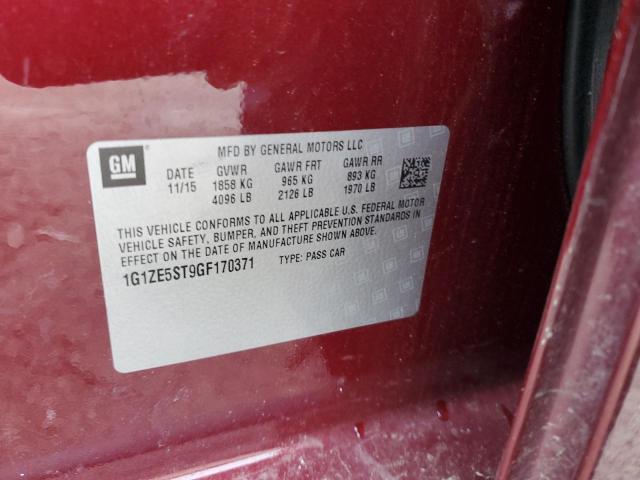 GM
MFD BY GENERAL MOTORS LLC
DATE GVWR GAWR FRT GAWR RR
11/15 1858 KG 965 KG 893 KG
4096 LB 2126 LB 1970 LB
THIS VEHICLE CONFORMS TO ALL APPLICABLE U.S. FEDERAL MOTOR
VEHICLE SAFETY, BUMPER, AND THEFT PREVENTION STANDARDS IN
EFFECT ON THE DATE OF MANUFACTURE SHOWN ABOVE.
1G1ZE5ST9GF170371 TYPE: PASS CAR